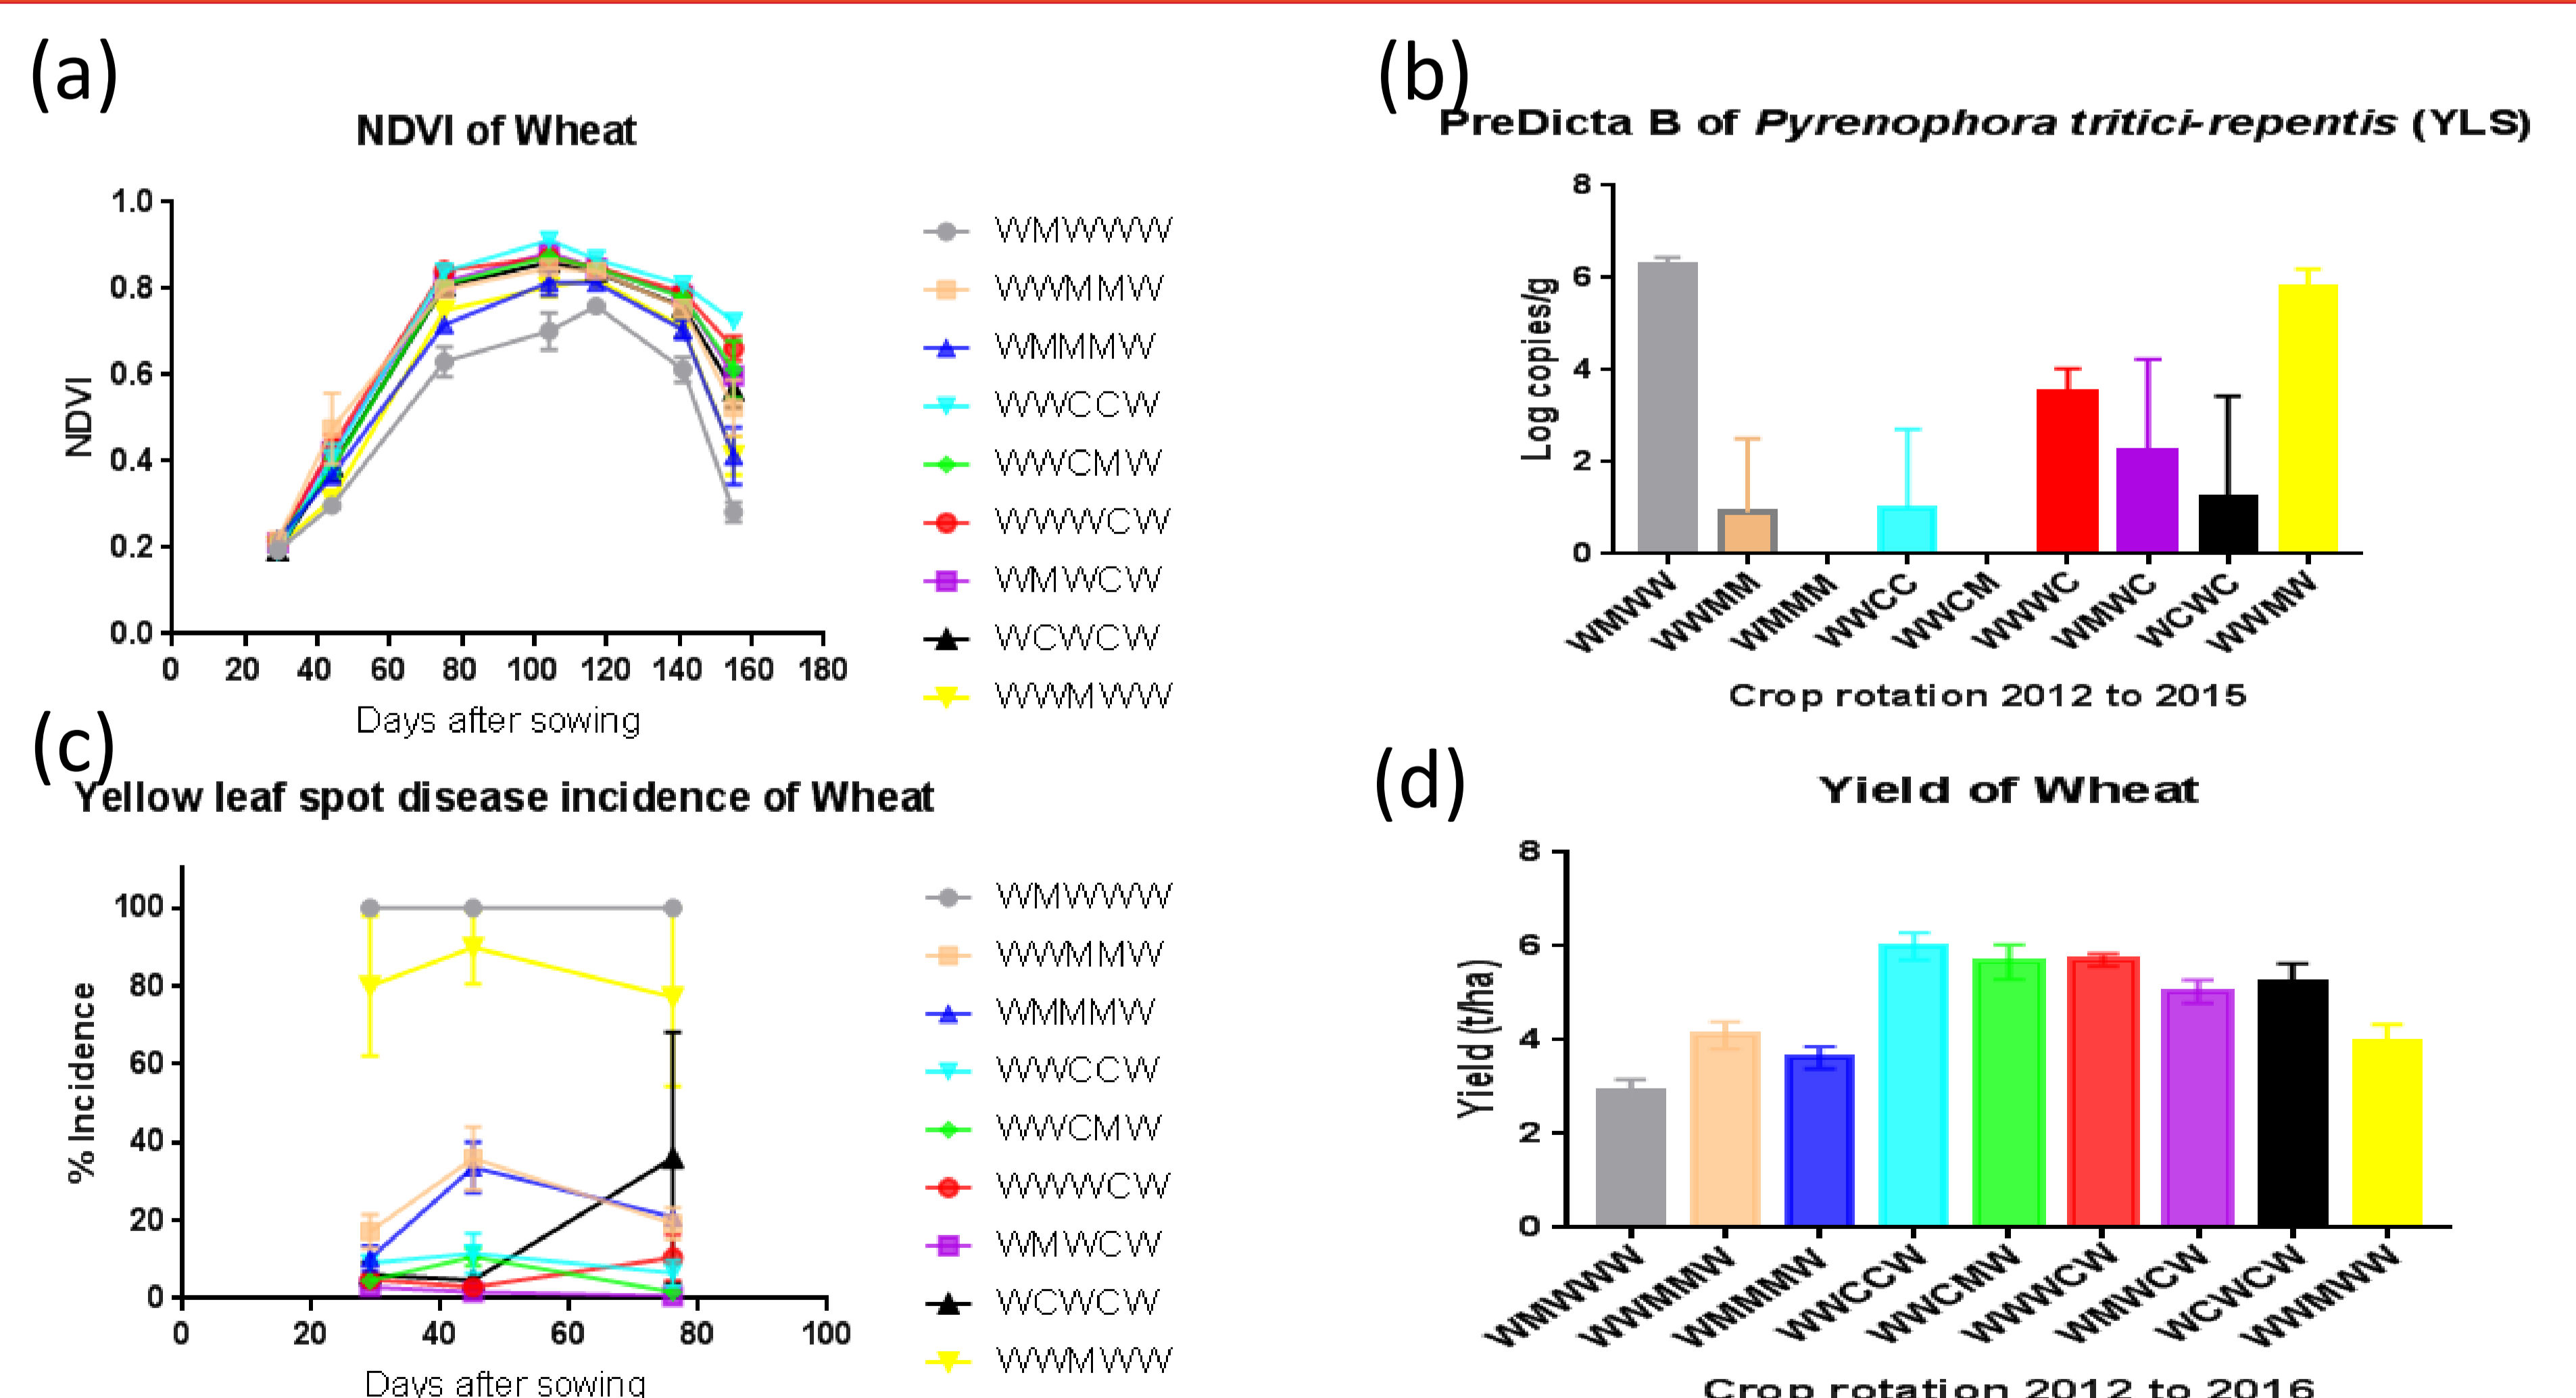 (a)
NDVI of Wheat
NDVI
1.0
0.8
0.6
0.4
0.2
0.0
0 20 40 60 80 100 120 140 160 180
Days after sowing
WMWWW
WWMMW
WMMMW
WWCCW
WWCMW
WWWCW
WMWCW
WCWCW
WWMWW
(b)
PreDicta B of Pyrenophora tritici-repentis (YLS)
Log copies/g
8
6
4
2
0
WMWW WWMM WMMM WWCC WWCM WWWC WMWC WCWC WWMW
Crop rotation 2012 to 2015
(c)
Yellow leaf spot disease incidence of Wheat
% Incidence
100
80
60
40
20
0
0 20 40 60 80 100
Days after sowing
WMWWW
WWMMW
WMMMW
WWCCW
WWCMW
WWWCW
WMWCW
WCWCW
WWMWW
(d)
Yield of Wheat
Yield (t/ha)
8
6
4
2
0
WMWWW WWMMW WMMMW WWCCW WWCMW WWWCW WMWCW WCWCW WWMWW
Crop rotation 2012 to 2016